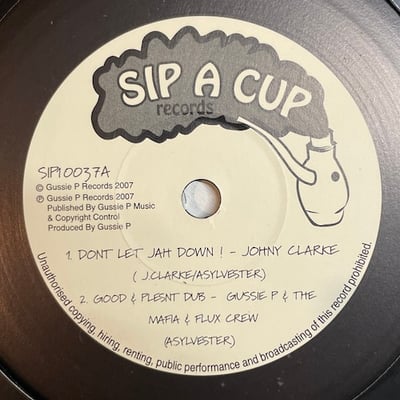 SIP A CUP
records
SIP10037A
© Gussie P Records 2007
℗ Gussie P Records 2007
Published By Gussie P Music
& Copyright Control
Produced By Gussie P
1. DONT LET JAH DOWN ! - JOHNY CLARKE
( J.CLARKE/ASYLVESTER)
2. GOOD & PLESNT DUB - GUSSIE P & THE
MAFIA & FLUX CREW
(ASYLVESTER)
Unauthorised copying, hiring, renting, public performance and broadcasting of this record prohibited.